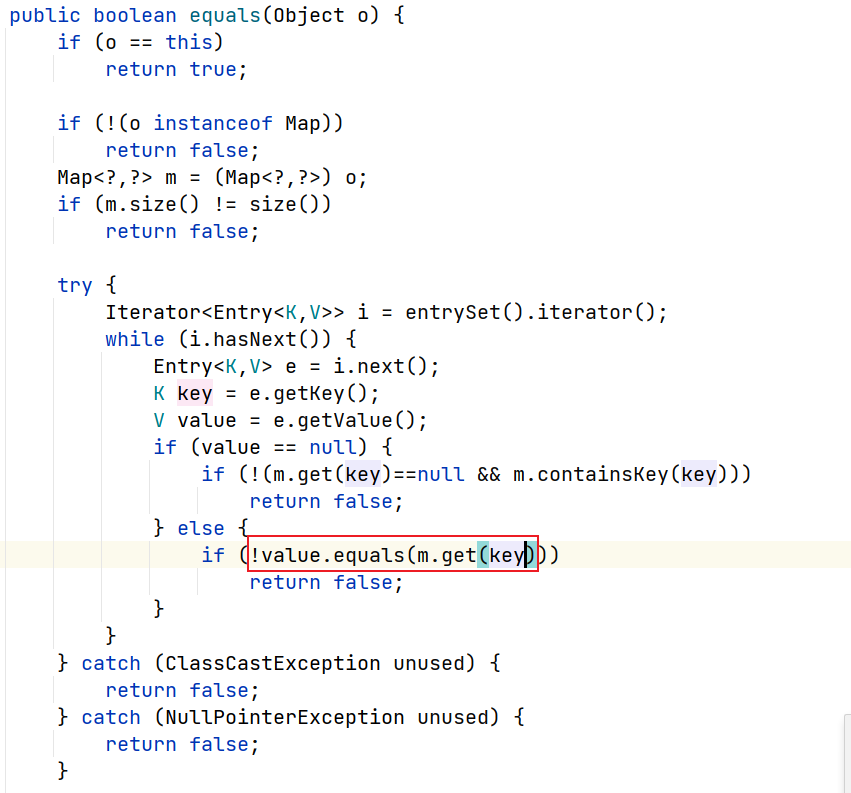 public boolean equals(Object o) {
    if (o == this)
        return true;

    if (!(o instanceof Map))
        return false;
    Map<?,?> m = (Map<?,?>) o;
    if (m.size() != size())
        return false;

    try {
        Iterator<Entry<K,V>> i = entrySet().iterator();
        while (i.hasNext()) {
            Entry<K,V> e = i.next();
            K key = e.getKey();
            V value = e.getValue();
            if (value == null) {
                if (!(m.get(key)==null && m.containsKey(key)))
                    return false;
            } else {
                if (!value.equals(m.get(key)))
                    return false;
            }
        }
    } catch (ClassCastException unused) {
        return false;
    } catch (NullPointerException unused) {
        return false;
    }